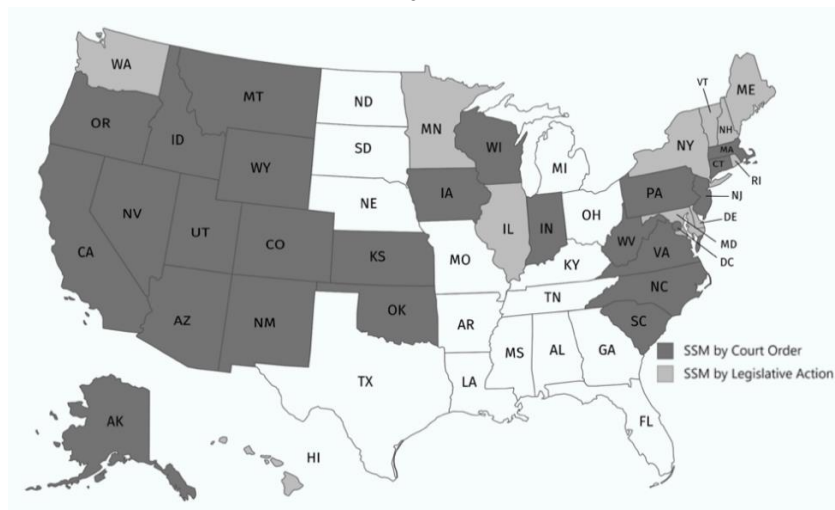 WA
MT
ND
MN
VT
ME
OR
ID
SD
WI
NY
NH
MA
CT
RI
WY
MI
IA
NE
PA
NJ
NV
UT
CO
IL
IN
OH
DE
MD
DC
CA
KS
MO
WV
VA
KY
NC
AZ
NM
OK
AR
TN
SC
MS
AL
GA
SSM by Court Order
SSM by Legislative Action
TX
LA
FL
AK
HI